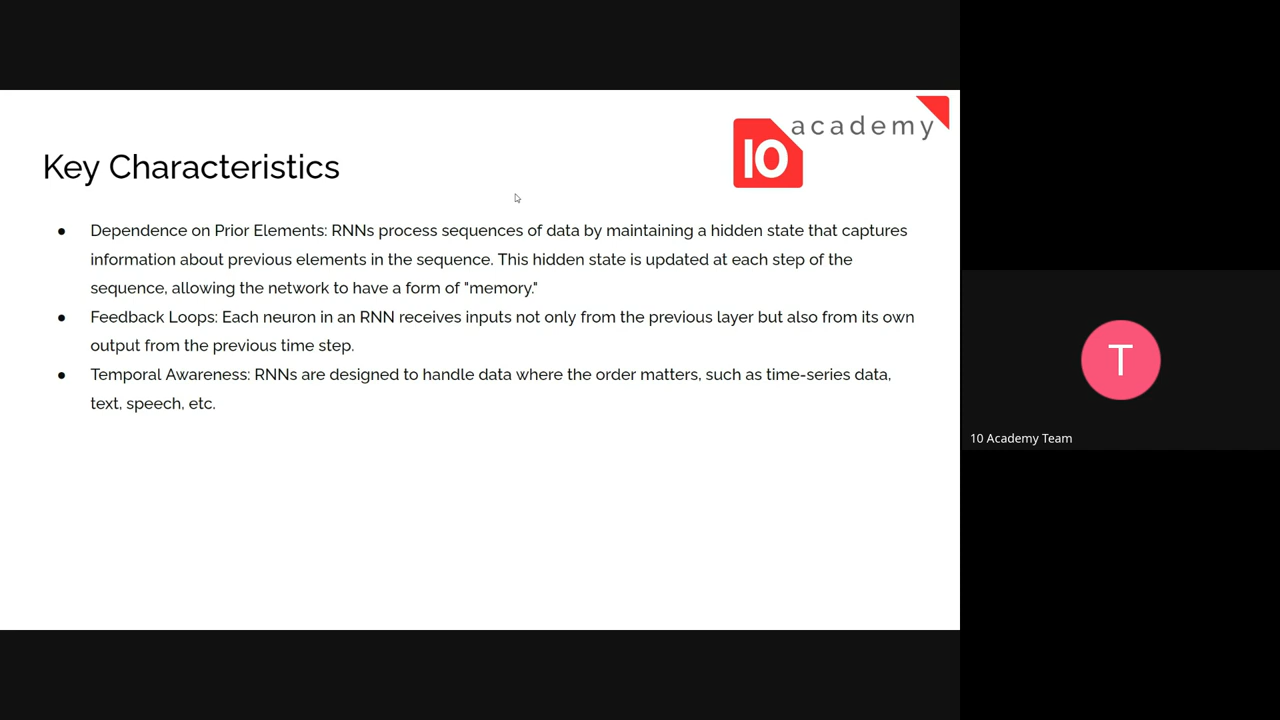 academy
10
Key Characteristics
● Dependence on Prior Elements: RNNs process sequences of data by maintaining a hidden state that captures
information about previous elements in the sequence. This hidden state is updated at each step of the
sequence, allowing the network to have a form of "memory."
● Feedback Loops: Each neuron in an RNN receives inputs not only from the previous layer but also from its own
output from the previous time step.
● Temporal Awareness: RNNs are designed to handle data where the order matters, such as time-series data,
text, speech, etc.
T
10 Academy Team